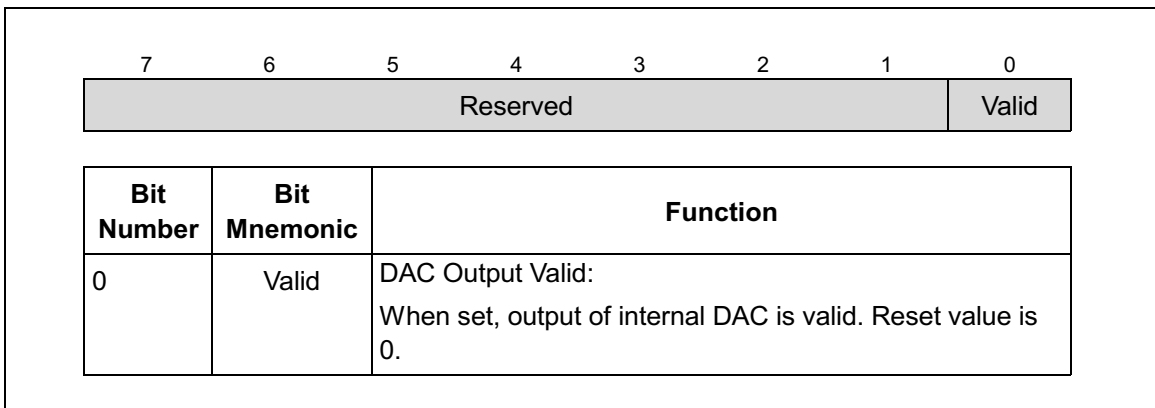 7 6 5 4 3 2 1 0
Reserved Valid
Bit Number Bit Mnemonic Function
0 Valid DAC Output Valid:
When set, output of internal DAC is valid. Reset value is
0.